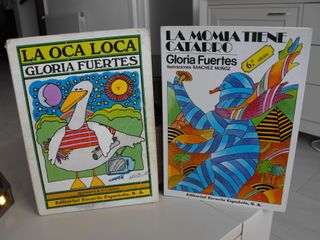 LA OCA LOCA
GLORIA FUERTES
Editorial Escuela Española, S. A.
LA MOMIA TIENE
CATARRO
Gloria Fuertes
Ilustraciones SÁNCHEZ MUÑOZ
6.ª
Editorial Escuela Española, S. A.